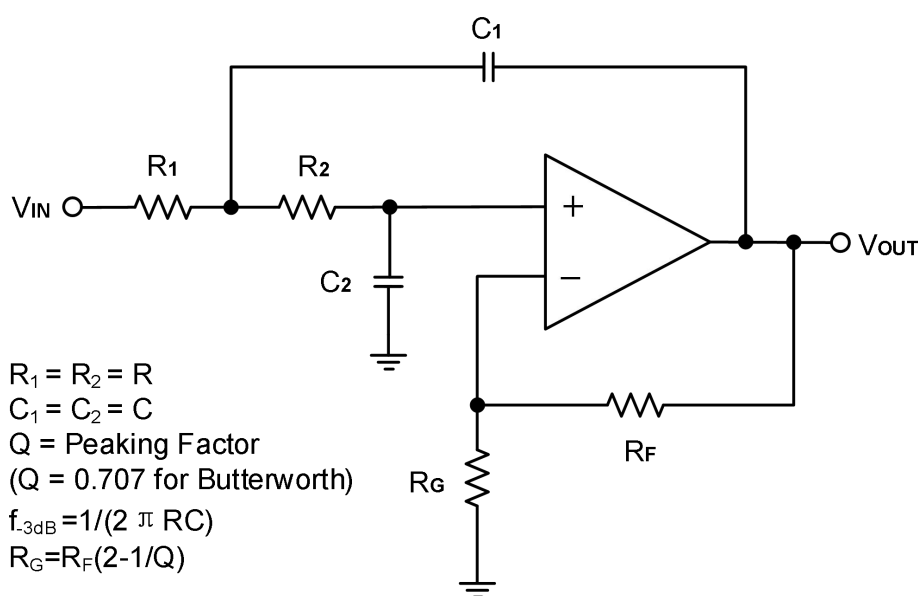 C1
R1
R2
VIN
+
−
VOUT
C2
R₁ = R₂ = R
C₁ = C₂ = C
Q = Peaking Factor
(Q = 0.707 for Butterworth)
f₋₃dB =1/(2 π RC)
RG=RF(2-1/Q)
RF
RG